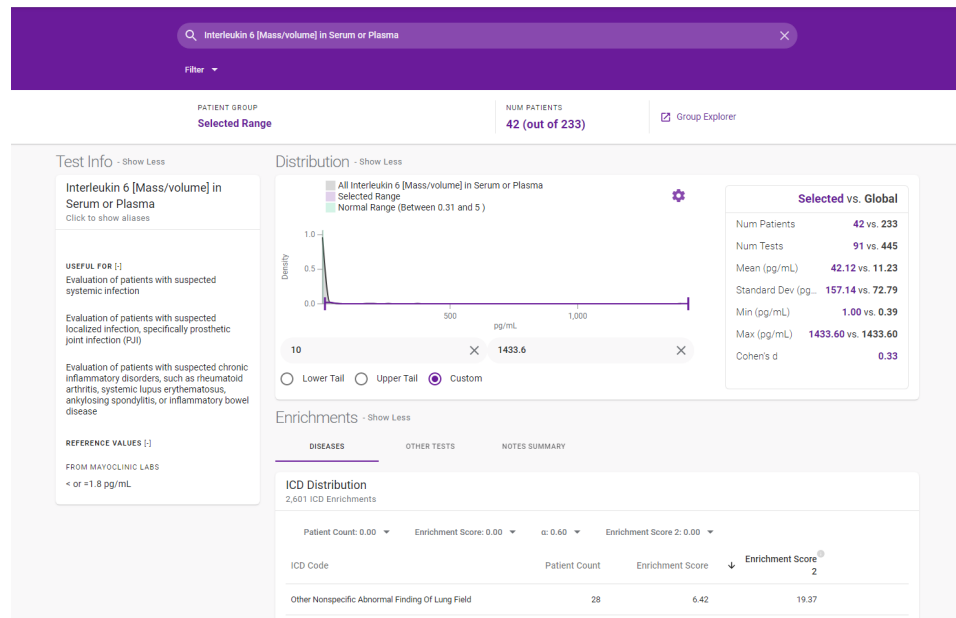 Interleukin 6 [Mass/volume] in Serum or Plasma
Filter
PATIENT GROUP
Selected Range
NUM PATIENTS
42 (out of 233)
Group Explorer
Test Info - Show Less
Interleukin 6 [Mass/volume] in
Serum or Plasma
Click to show aliases
USEFUL FOR [-]
Evaluation of patients with suspected
systemic infection
Evaluation of patients with suspected
localized infection, specifically prosthetic
joint infection (PJI)
Evaluation of patients with suspected chronic
inflammatory disorders, such as rheumatoid
arthritis, systemic lupus erythematosus,
ankylosing spondylitis, or inflammatory bowel
disease
REFERENCE VALUES [-]
FROM MAYOCLINIC LABS
< or =1.8 pg/mL
Distribution - Show Less
All Interleukin 6 [Mass/volume] in Serum or Plasma
Selected Range
Normal Range (Between 0.31 and 5 )
Density
1.0
0.5
0.0
500
1,000
pg/mL
10
1433.6
Lower Tail
Upper Tail
Custom
Selected vs. Global
Num Patients 42 vs. 233
Num Tests 91 vs. 445
Mean (pg/mL) 42.12 vs. 11.23
Standard Dev (pg... 157.14 vs. 72.79
Min (pg/mL) 1.00 vs. 0.39
Max (pg/mL) 1433.60 vs. 1433.60
Cohen's d 0.33
Enrichments - Show Less
DISEASES
OTHER TESTS
NOTES SUMMARY
ICD Distribution
2,601 ICD Enrichments
Patient Count: 0.00
Enrichment Score: 0.00
α: 0.60
Enrichment Score 2: 0.00
ICD Code
Patient Count
Enrichment Score
Enrichment Score
2
Other Nonspecific Abnormal Finding Of Lung Field 28 6.42 19.37